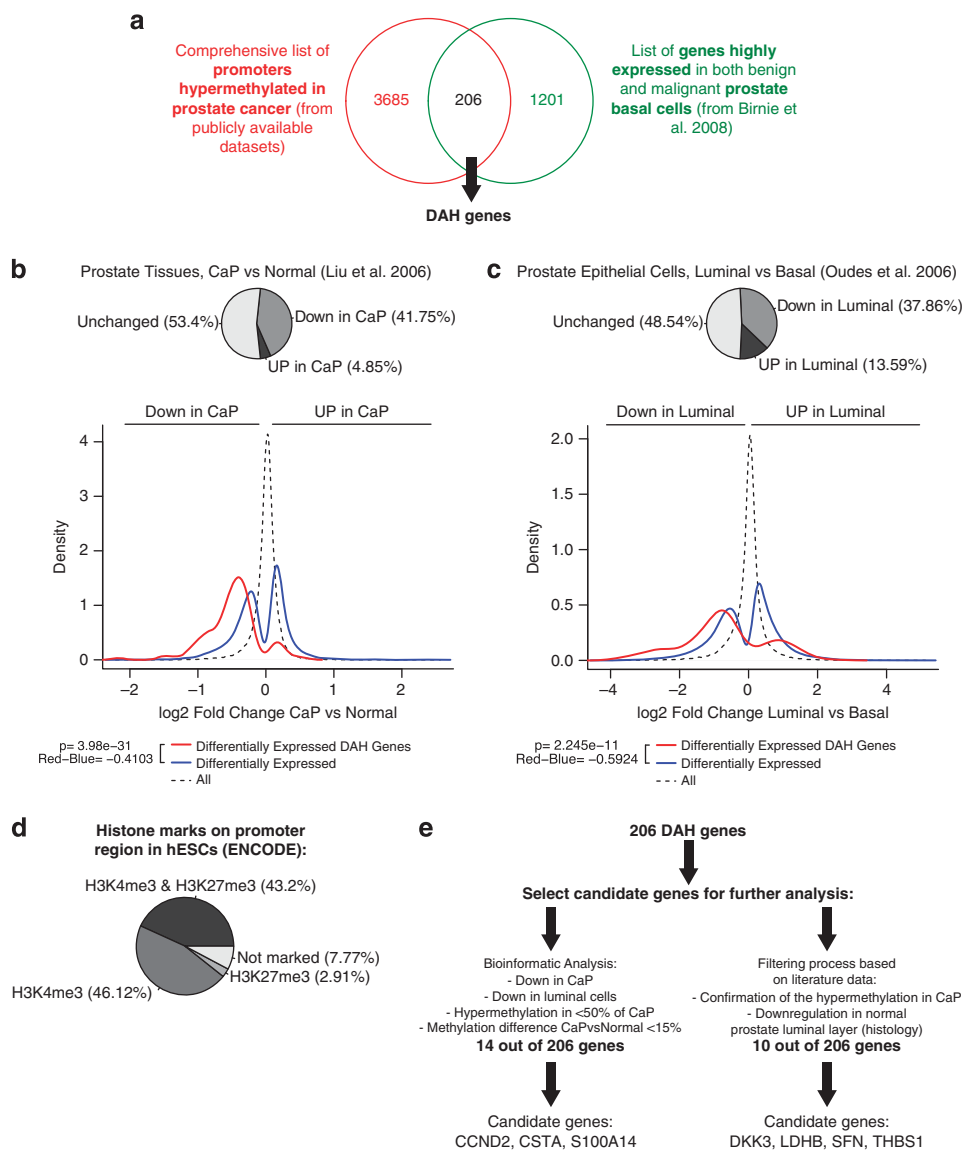 a
Comprehensive list of
promoters
hypermethylated in
prostate cancer (from
publicly available
datasets)
3685
206
1201
List of genes highly
expressed in both benign
and malignant prostate
basal cells (from Birnie et
al. 2008)
DAH genes
b
Prostate Tissues, CaP vs Normal (Liu et al. 2006)
Unchanged (53.4%)
Down in CaP (41.75%)
UP in CaP (4.85%)
Down in CaP
UP in CaP
Density
4
3
2
1
0
−2
−1
0
1
2
log2 Fold Change CaP vs Normal
p= 3.98e-31
Red−Blue= −0.4103
Differentially Expressed DAH Genes
Differentially Expressed
All
c
Prostate Epithelial Cells, Luminal vs Basal (Oudes et al. 2006)
Unchanged (48.54%)
Down in Luminal (37.86%)
UP in Luminal (13.59%)
Down in Luminal
UP in Luminal
Density
2.0
1.5
1.0
0.5
0.0
−4
−2
0
2
4
log2 Fold Change Luminal vs Basal
p = 2.245e−11
Red−Blue= −0.5924
Differentially Expressed DAH Genes
Differentially Expressed
All
d
Histone marks on promoter
region in hESCs (ENCODE):
H3K4me3 & H3K27me3 (43.2%)
Not marked (7.77%)
H3K27me3 (2.91%)
H3K4me3 (46.12%)
e
206 DAH genes
Select candidate genes for further analysis:
Bioinformatic Analysis:
- Down in CaP
- Down in luminal cells
- Hypermethylation in <50% of CaP
- Methylation difference CaPvsNormal <15%
14 out of 206 genes
Candidate genes:
CCND2, CSTA, S100A14
Filtering process based
on literature data:
- Confirmation of the hypermethylation in CaP
- Downregulation in normal
prostate luminal layer (histology)
10 out of 206 genes
Candidate genes:
DKK3, LDHB, SFN, THBS1